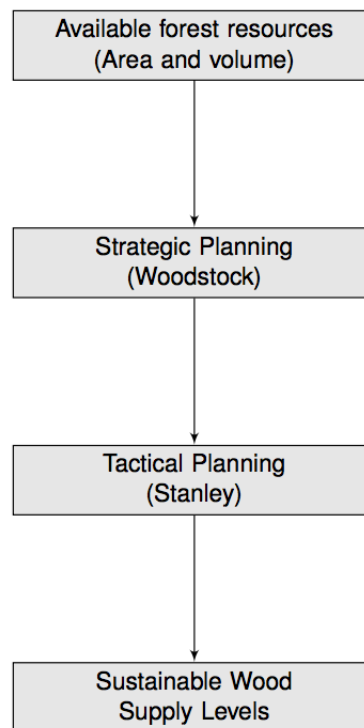 Available forest resources
(Area and volume)
Strategic Planning
(Woodstock)
Tactical Planning
(Stanley)
Sustainable Wood
Supply Levels